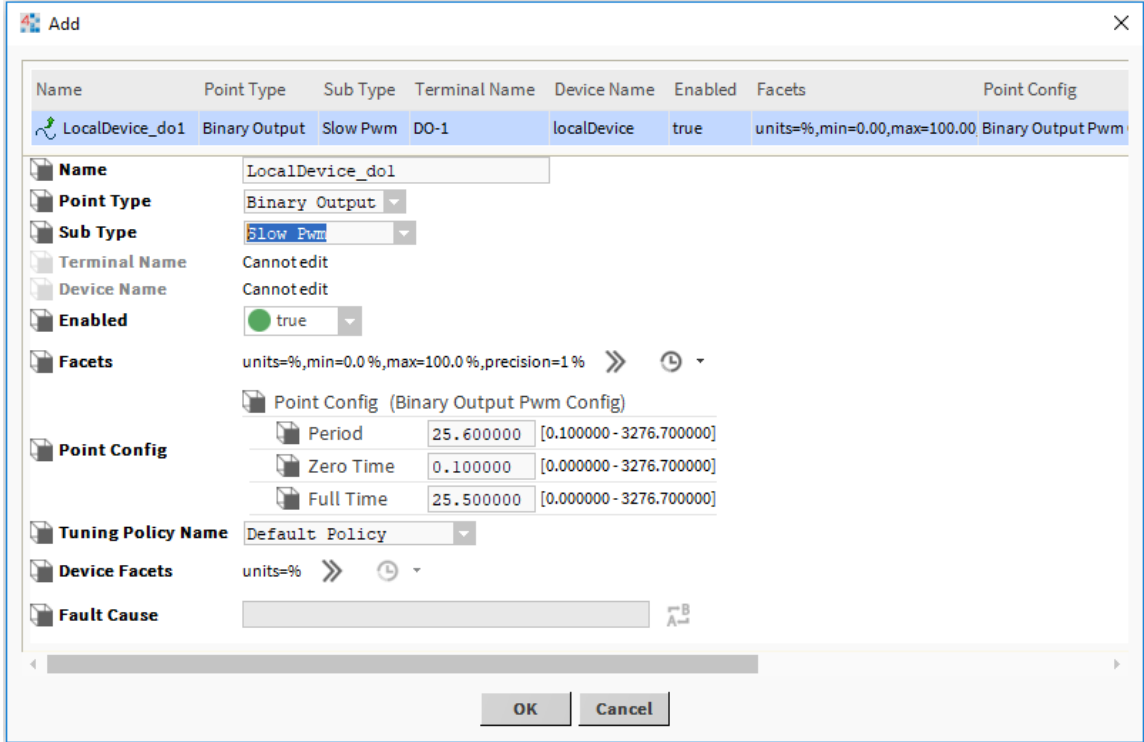 Add
Name Point Type Sub Type Terminal Name Device Name Enabled Facets Point Config
LocalDevice_do1 Binary Output Slow Pwm DO-1 localDevice true units=%,min=0.00,max=100.00, Binary Output Pwm
Name LocalDevice_do1
Point Type Binary Output
Sub Type Slow Pwm
Terminal Name Cannot edit
Device Name Cannot edit
Enabled true
Facets units=%,min=0.0 %,max=100.0 %,precision=1 %
Point Config (Binary Output Pwm Config)
Period 25.600000 [0.100000 - 3276.700000]
Point Config
Zero Time 0.100000 [0.000000 - 3276.700000]
Full Time 25.500000 [0.000000 - 3276.700000]
Tuning Policy Name Default Policy
Device Facets units=%
Fault Cause
OK Cancel